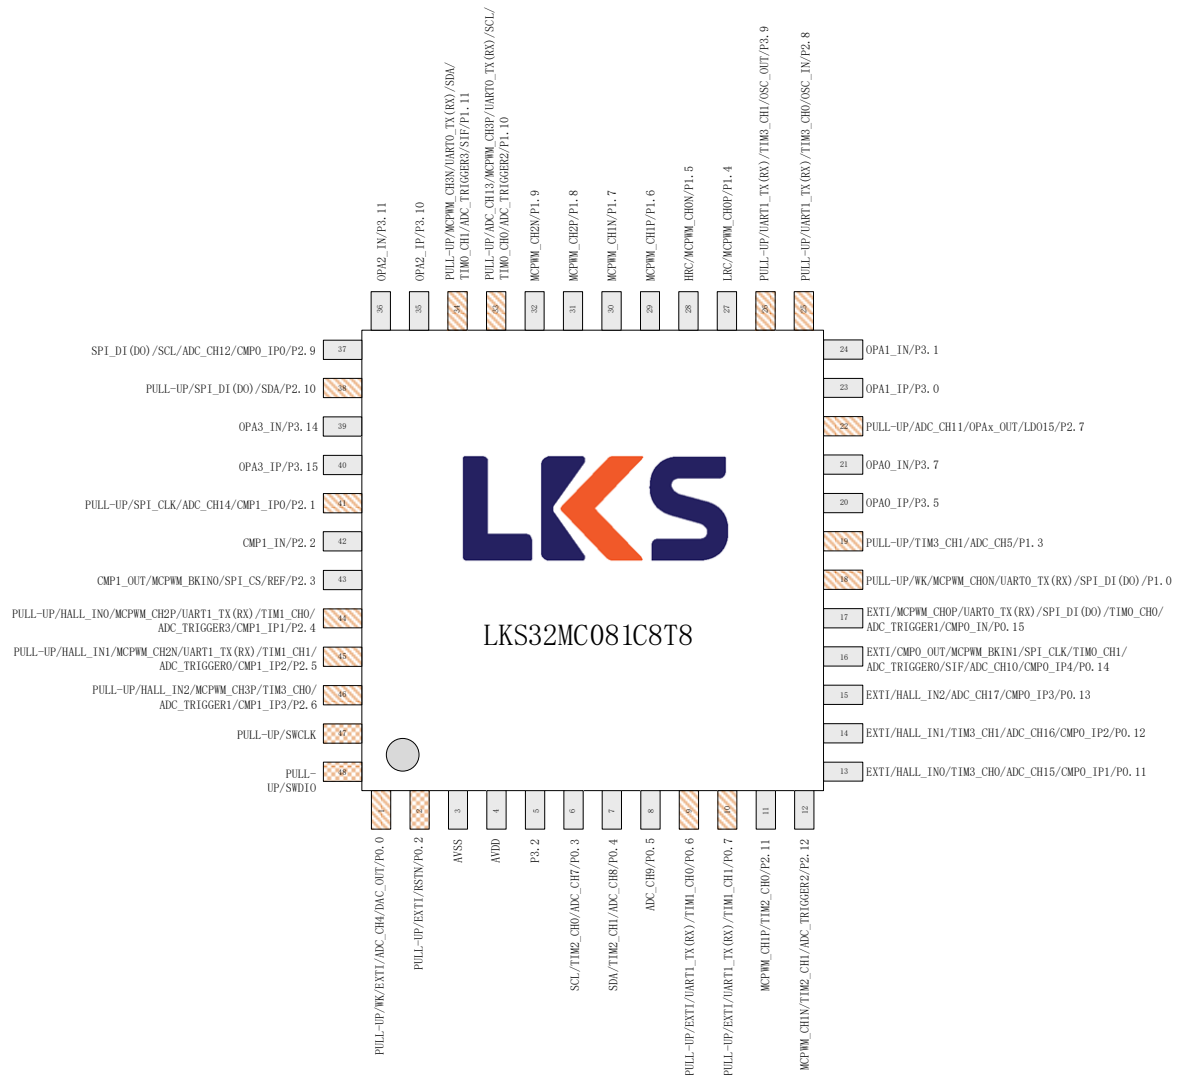 PULL-UP/MCPWM_CH3N/UART0_TX(RX)/SDA/
TIM0_CH1/ADC_TRIGGER3/SIF/P1.11
PULL-UP/ADC_CH13/MCPWM_CH3P/UART0_TX(RX)/SCL/
TIM0_CH0/ADC_TRIGGER2/P1.10
OPA2_IN/P3.11
OPA2_IP/P3.10
MCPWM_CH2N/P1.9
MCPWM_CH2P/P1.8
MCPWM_CH1N/P1.7
MCPWM_CH1P/P1.6
HRC/MCPWM_CH0N/P1.5
LRC/MCPWM_CH0P/P1.4
PULL-UP/UART1_TX(RX)/TIM3_CH1/OSC_OUT/P3.9
PULL-UP/UART1_TX(RX)/TIM3_CH0/OSC_IN/P2.8
36
35
34
33
32
31
30
29
28
27
26
25
SPI_DI(DO)/SCL/ADC_CH12/CMP0_IP0/P2.9
37
PULL-UP/SPI_DI(DO)/SDA/P2.10
38
OPA3_IN/P3.14
39
OPA3_IP/P3.15
40
PULL-UP/SPI_CLK/ADC_CH14/CMP1_IP0/P2.1
41
CMP1_IN/P2.2
42
CMP1_OUT/MCPWM_BKIN0/SPI_CS/REF/P2.3
43
PULL-UP/HALL_IN0/MCPWM_CH2P/UART1_TX(RX)/TIM1_CH0/
ADC_TRIGGER3/CMP1_IP1/P2.4
44
PULL-UP/HALL_IN1/MCPWM_CH2N/UART1_TX(RX)/TIM1_CH1/
ADC_TRIGGER0/CMP1_IP2/P2.5
45
PULL-UP/HALL_IN2/MCPWM_CH3P/TIM3_CH0/
ADC_TRIGGER1/CMP1_IP3/P2.6
46
PULL-UP/SWCLK
47
PULL-
UP/SWDIO
48
LKS
LKS32MC081C8T8
24
OPA1_IN/P3.1
23
OPA1_IP/P3.0
22
PULL-UP/ADC_CH11/OPAx_OUT/LDO15/P2.7
21
OPA0_IN/P3.7
20
OPA0_IP/P3.5
19
PULL-UP/TIM3_CH1/ADC_CH5/P1.3
18
PULL-UP/WK/MCPWM_CH0N/UART0_TX(RX)/SPI_DI(DO)/P1.0
17
EXTI/MCPWM_CH0P/UART0_TX(RX)/SPI_DI(DO)/TIM0_CH0/
ADC_TRIGGER1/CMP0_IN/P0.15
16
EXTI/CMP0_OUT/MCPWM_BKIN1/SPI_CLK/TIM0_CH1/
ADC_TRIGGER0/SIF/ADC_CH10/CMP0_IP4/P0.14
15
EXTI/HALL_IN2/ADC_CH17/CMP0_IP3/P0.13
14
EXTI/HALL_IN1/TIM3_CH1/ADC_CH16/CMP0_IP2/P0.12
13
EXTI/HALL_IN0/TIM3_CH0/ADC_CH15/CMP0_IP1/P0.11
1
2
3
4
5
6
7
8
9
10
11
12
PULL-UP/WK/EXTI/ADC_CH4/DAC_OUT/P0.0
PULL-UP/EXTI/RSTN/P0.2
AVSS
AVDD
P3.2
SCL/TIM2_CH0/ADC_CH7/P0.3
SDA/TIM2_CH1/ADC_CH8/P0.4
ADC_CH9/P0.5
PULL-UP/EXTI/UART1_TX(RX)/TIM1_CH0/P0.6
PULL-UP/EXTI/UART1_TX(RX)/TIM1_CH1/P0.7
MCPWM_CH1P/TIM2_CH0/P2.11
MCPWM_CH1N/TIM2_CH1/ADC_TRIGGER2/P2.12